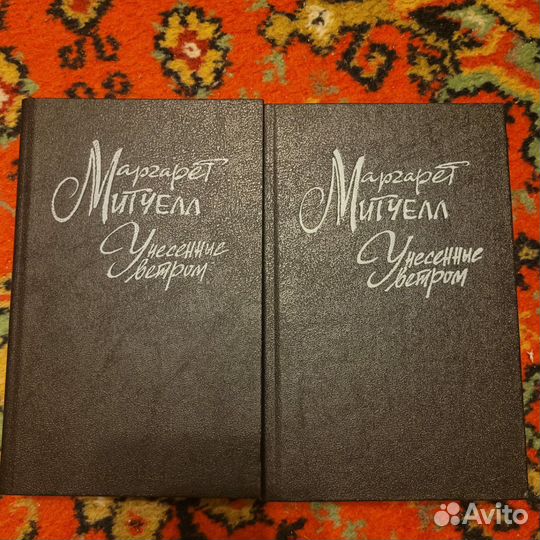 Маргарет
Митчелл
Унесенные
ветром
Маргарет
Митчелл
Унесенные
ветром
Avito